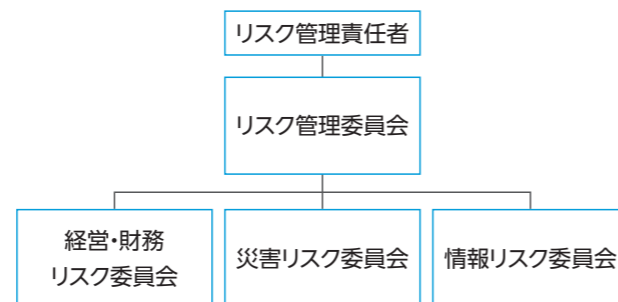 リスク管理責任者
リスク管理委員会
経営・財務
リスク委員会
災害リスク委員会
情報リスク委員会